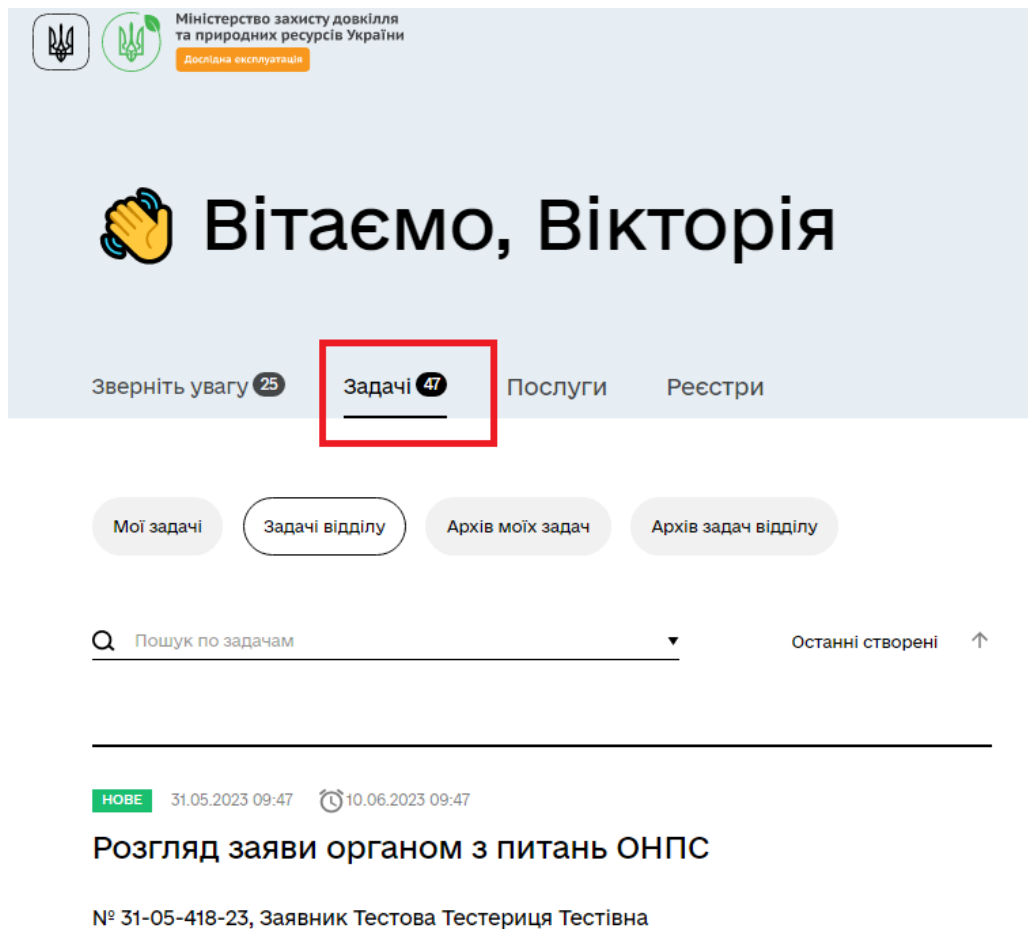 Міністерство захисту довкілля
та природних ресурсів України
Дослідна експлуатація
Вітаємо, Вікторія
Зверніть увагу 25 Задачі 47 Послуги Реєстри
Мої задачі Задачі відділу Архів моїх задач Архів задач відділу
Пошук по задачам Останні створені
НОВЕ 31.05.2023 09:47 10.06.2023 09:47
Розгляд заяви органом з питань ОНПС
№ 31-05-418-23, Заявник Тестова Тестериця Тестівна